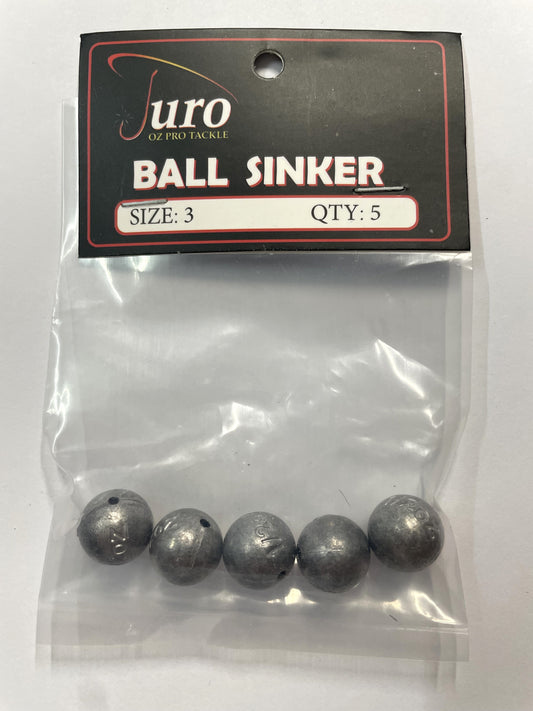 Juro
OZ PRO TACKLE
BALL SINKER
SIZE: 3 QTY: 5